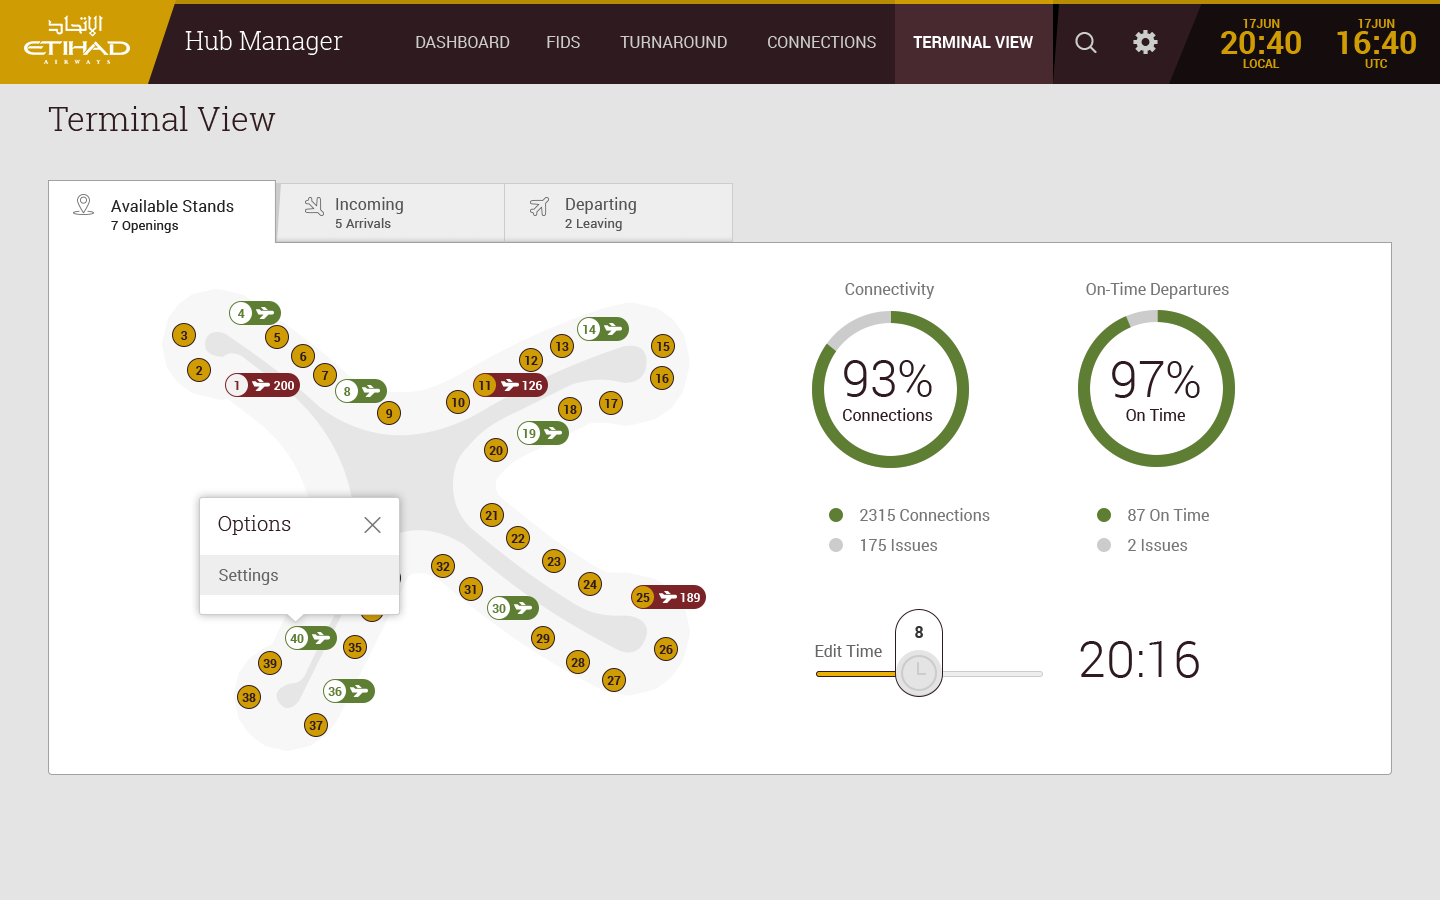 الإتحاد
ETIHAD
AIRWAYS
Hub Manager
DASHBOARD
FIDS
TURNAROUND
CONNECTIONS
TERMINAL VIEW
17JUN
20:40
LOCAL
17JUN
16:40
UTC
Terminal View
Available Stands
7 Openings
Incoming
5 Arrivals
Departing
2 Leaving
4
3
5
6
2
1 200
7
8
9
14
13
12
15
11 126
16
10
18
17
19
20
21
22
23
32
24
31
25 189
30
29
26
28
27
Options
Settings
40
35
39
36
38
37
Connectivity
93%
Connections
2315 Connections
175 Issues
On-Time Departures
97%
On Time
87 On Time
2 Issues
Edit Time
8
20:16